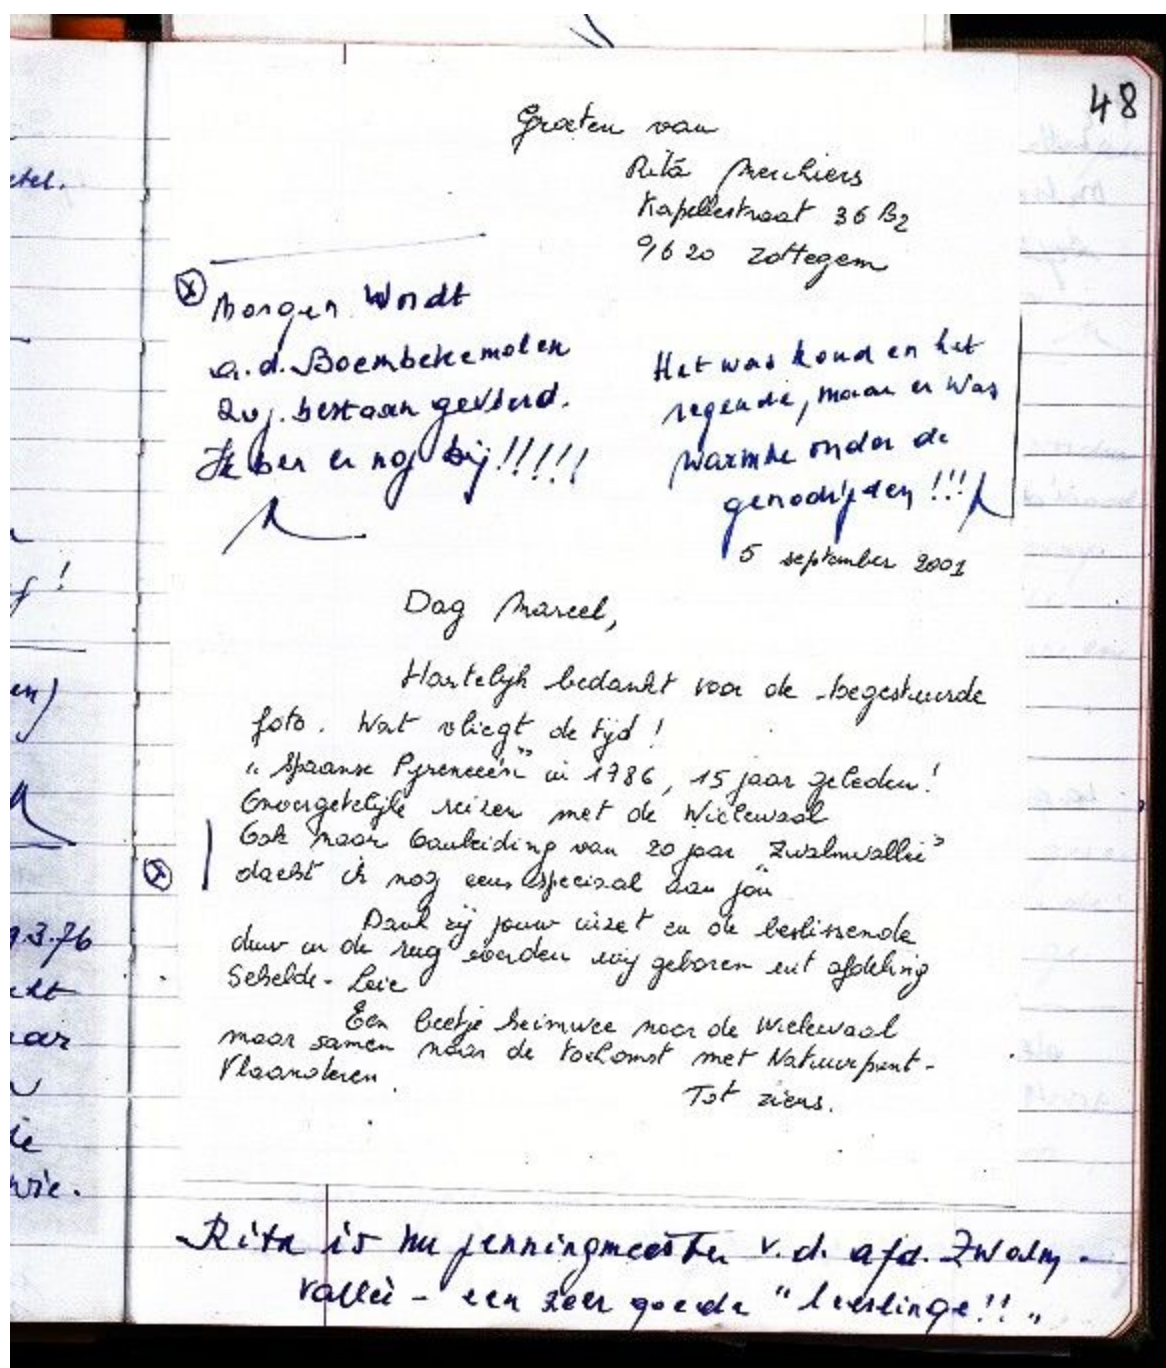 48
Groeten van
Rita Merchiers
Kapellestraat 36 B2
9620 Zottegem
Morgen wordt
a.d. Boembekemolen
20 j. bestaan gevierd.
Ik ben er nog bij !!!!!
Het was koud en het
regende, maar er was
warmte onder de
genodigden !!!
5 september 2001
Dag Marcel,
Hartelijk bedankt voor de toegestuurde
foto. Wat vliegt de tijd !
"Spaanse Pyreneeën" in 1986, 15 jaar geleden !
Onvergetelijke reizen met de Wielewaal
Ook naar aanleiding van 20 jaar "Zwalmvallei"
dacht ik nog eens speciaal aan jou
Dank zij jouw inzet en de beslissende
duw in de rug werden wij geboren uit afdeling
Schelde - Leie
Een beetje heimwee naar de Wielewaal
maar samen naar de toekomst met Natuurpunt -
Vlaanderen.
Tot ziens.
Rita is nu penningmeester v.d. afd. Zwalm -
vallei - een zeer goede "leerlinge !! "
etel.
en)
3.76